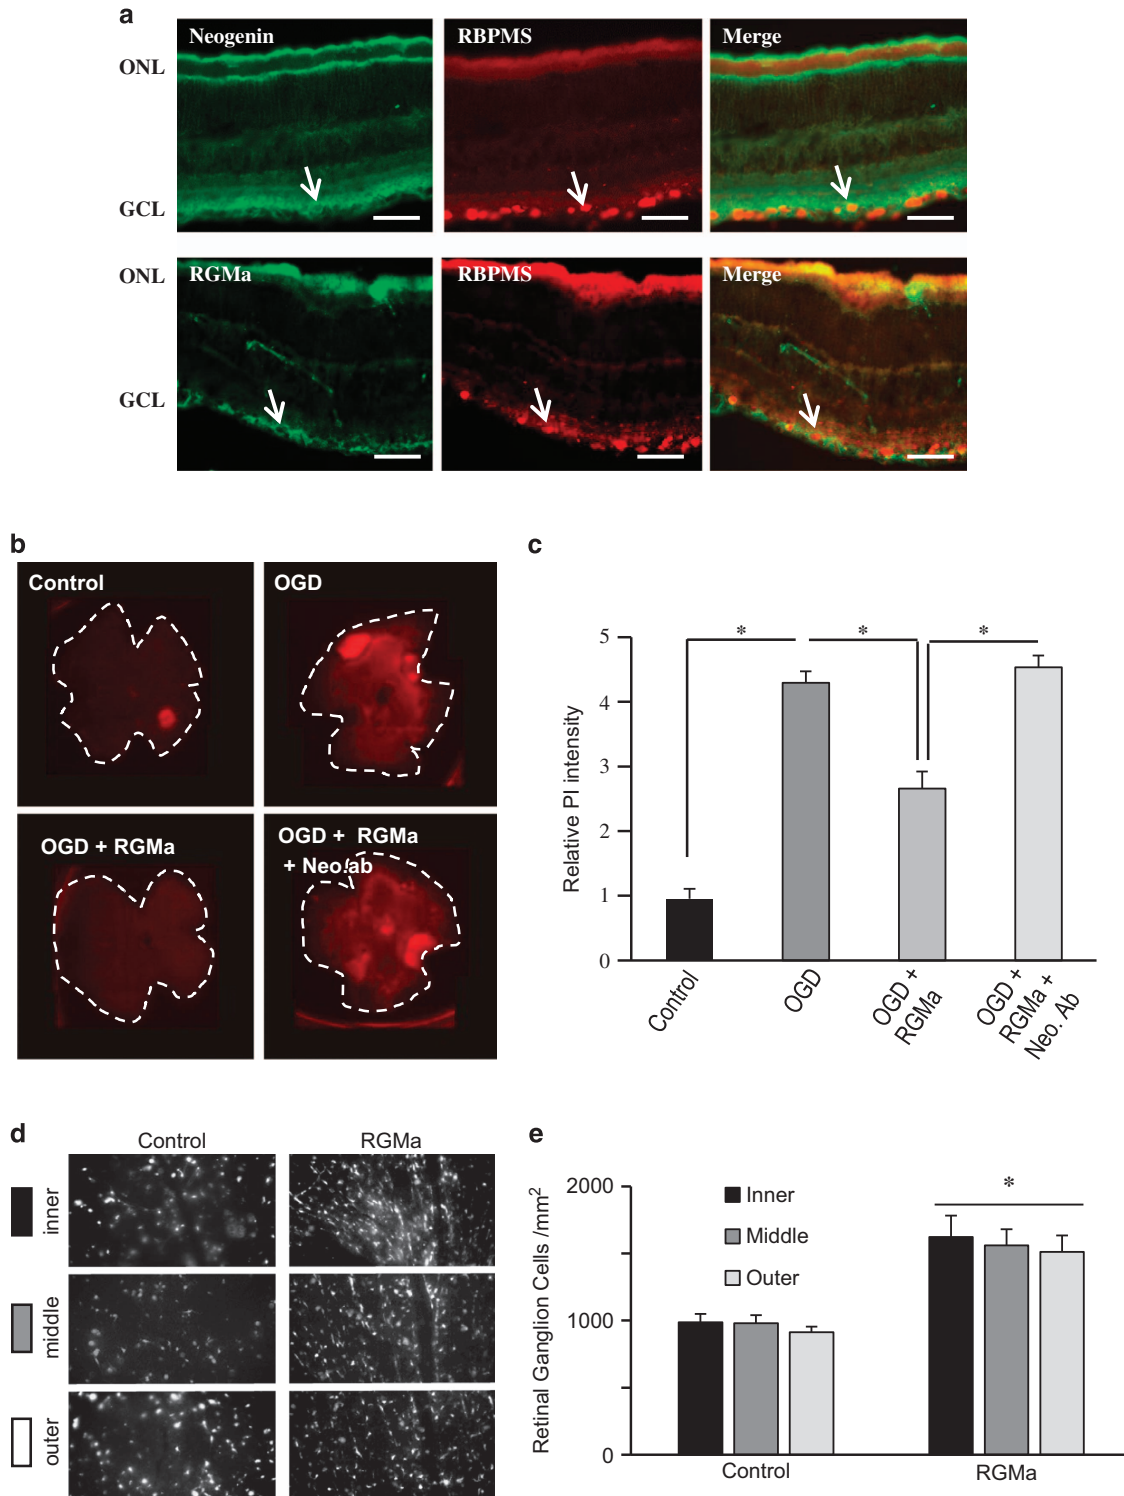 a
Neogenin
RBPMS
Merge
ONL
GCL
RGMa
RBPMS
Merge
ONL
GCL
b
Control
OGD
OGD + RGMa
OGD + RGMa
+ Neo.ab
c
Relative PI intensity
5
4
3
2
1
0
*
*
*
Control
OGD
OGD +
RGMa
OGD +
RGMa +
Neo. Ab
d
Control
RGMa
inner
middle
outer
e
Retinal Ganglion Cells /mm²
2000
1000
0
Inner
Middle
Outer
*
Control
RGMa